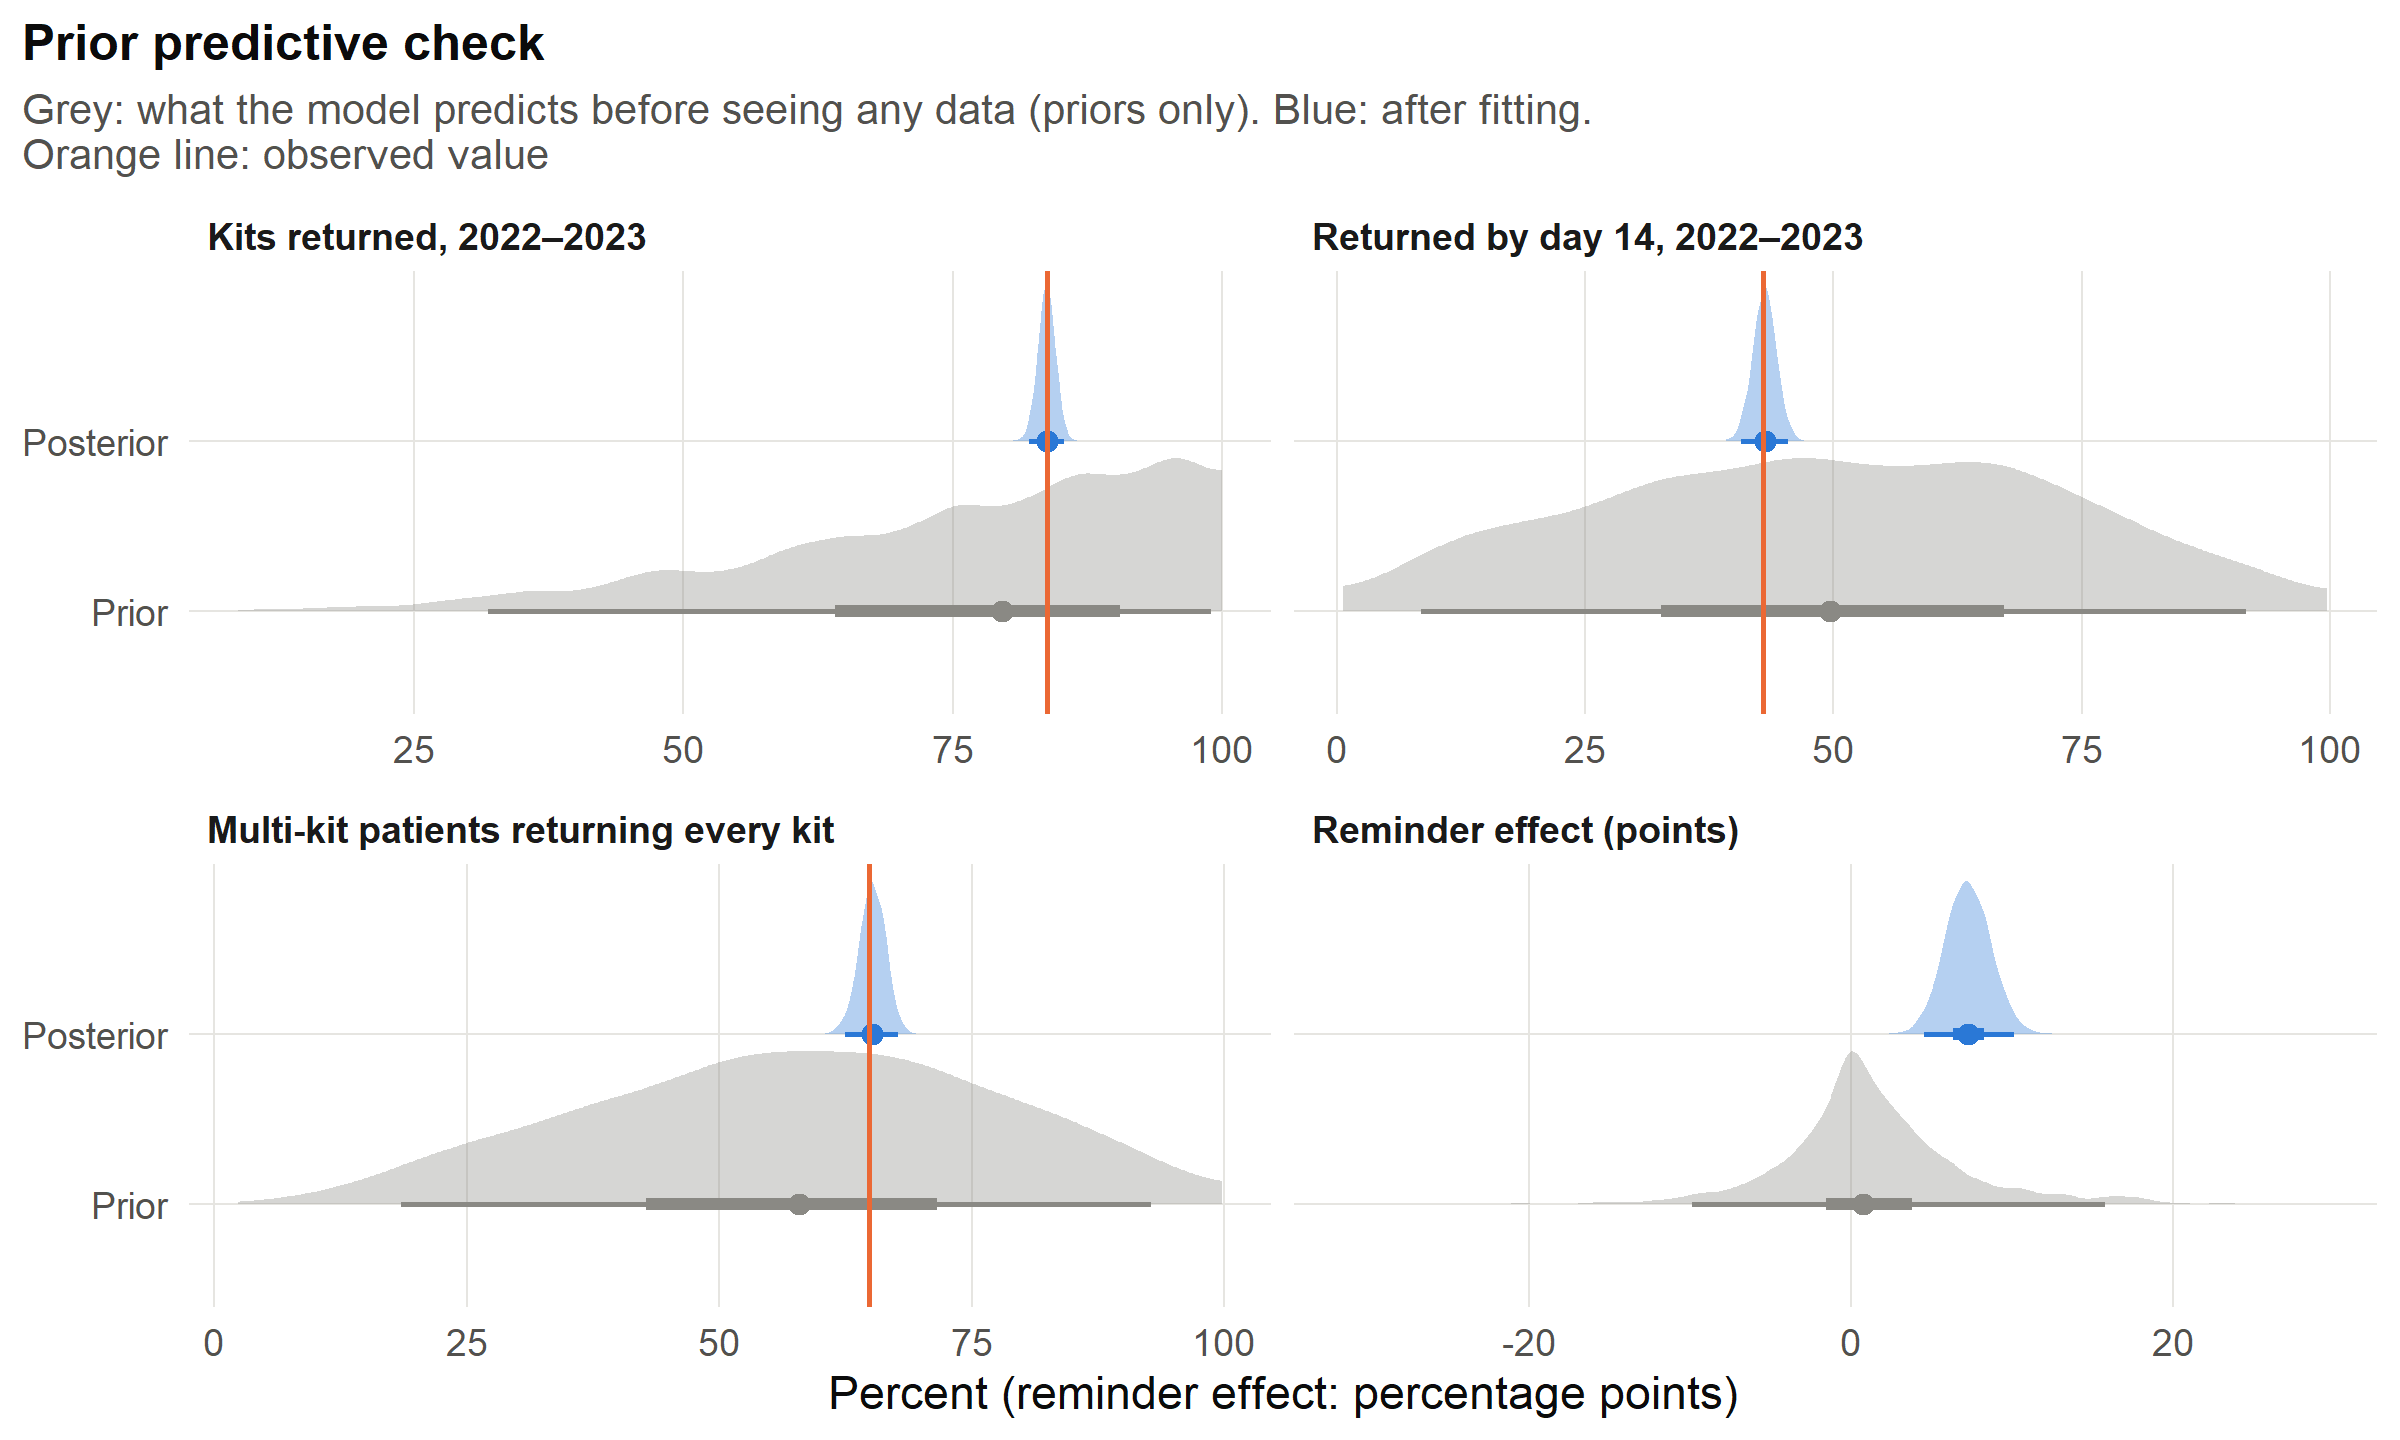 Prior predictive check
Grey: what the model predicts before seeing any data (priors only). Blue: after fitting.
Orange line: observed value
Kits returned, 2022–2023
Returned by day 14, 2022–2023
Posterior
Prior
25 50 75 100
0 25 50 75 100
Multi-kit patients returning every kit
Reminder effect (points)
Posterior
Prior
0 25 50 75 100
-20 0 20
Percent (reminder effect: percentage points)